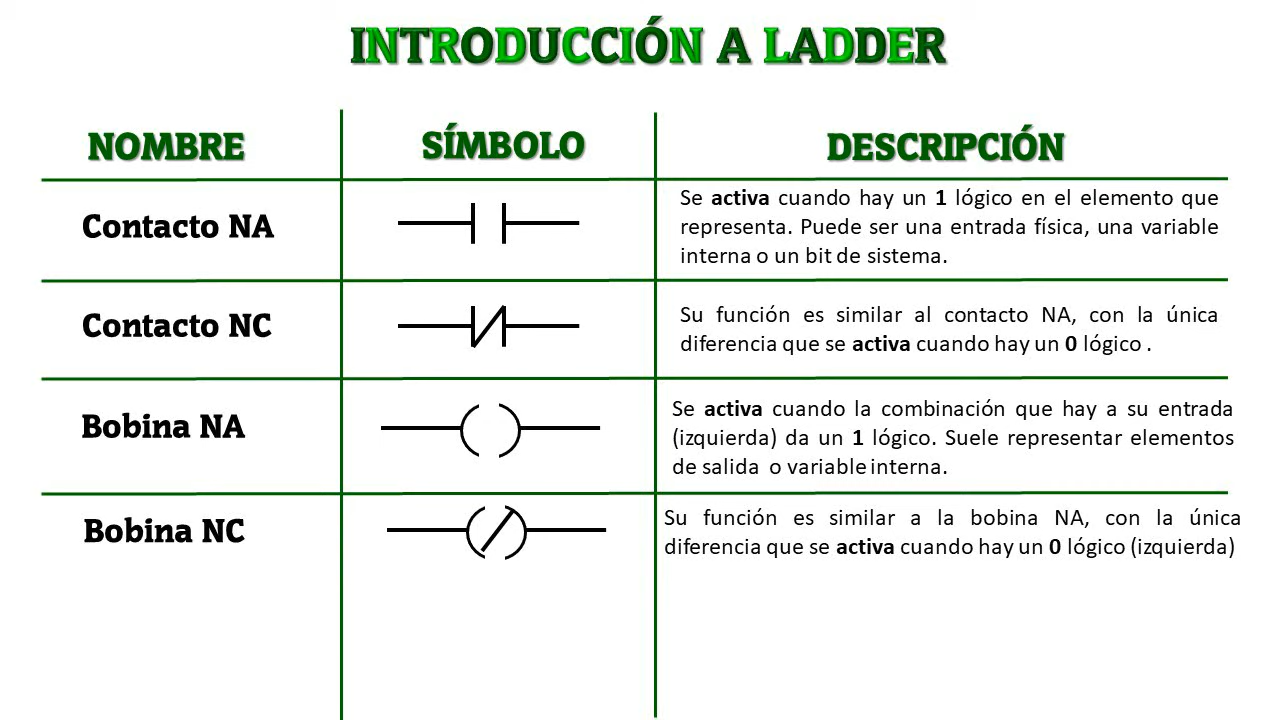 INTRODUCCIÓN A LADDER
NOMBRE
SÍMBOLO
DESCRIPCIÓN
Contacto NA
Se activa cuando hay un 1 lógico en el elemento que
representa. Puede ser una entrada física, una variable
interna o un bit de sistema.
Contacto NC
Su función es similar al contacto NA, con la única
diferencia que se activa cuando hay un 0 lógico .
Bobina NA
Se activa cuando la combinación que hay a su entrada
(izquierda) da un 1 lógico. Suele representar elementos
de salida o variable interna.
Bobina NC
Su función es similar a la bobina NA, con la única
diferencia que se activa cuando hay un 0 lógico (izquierda)